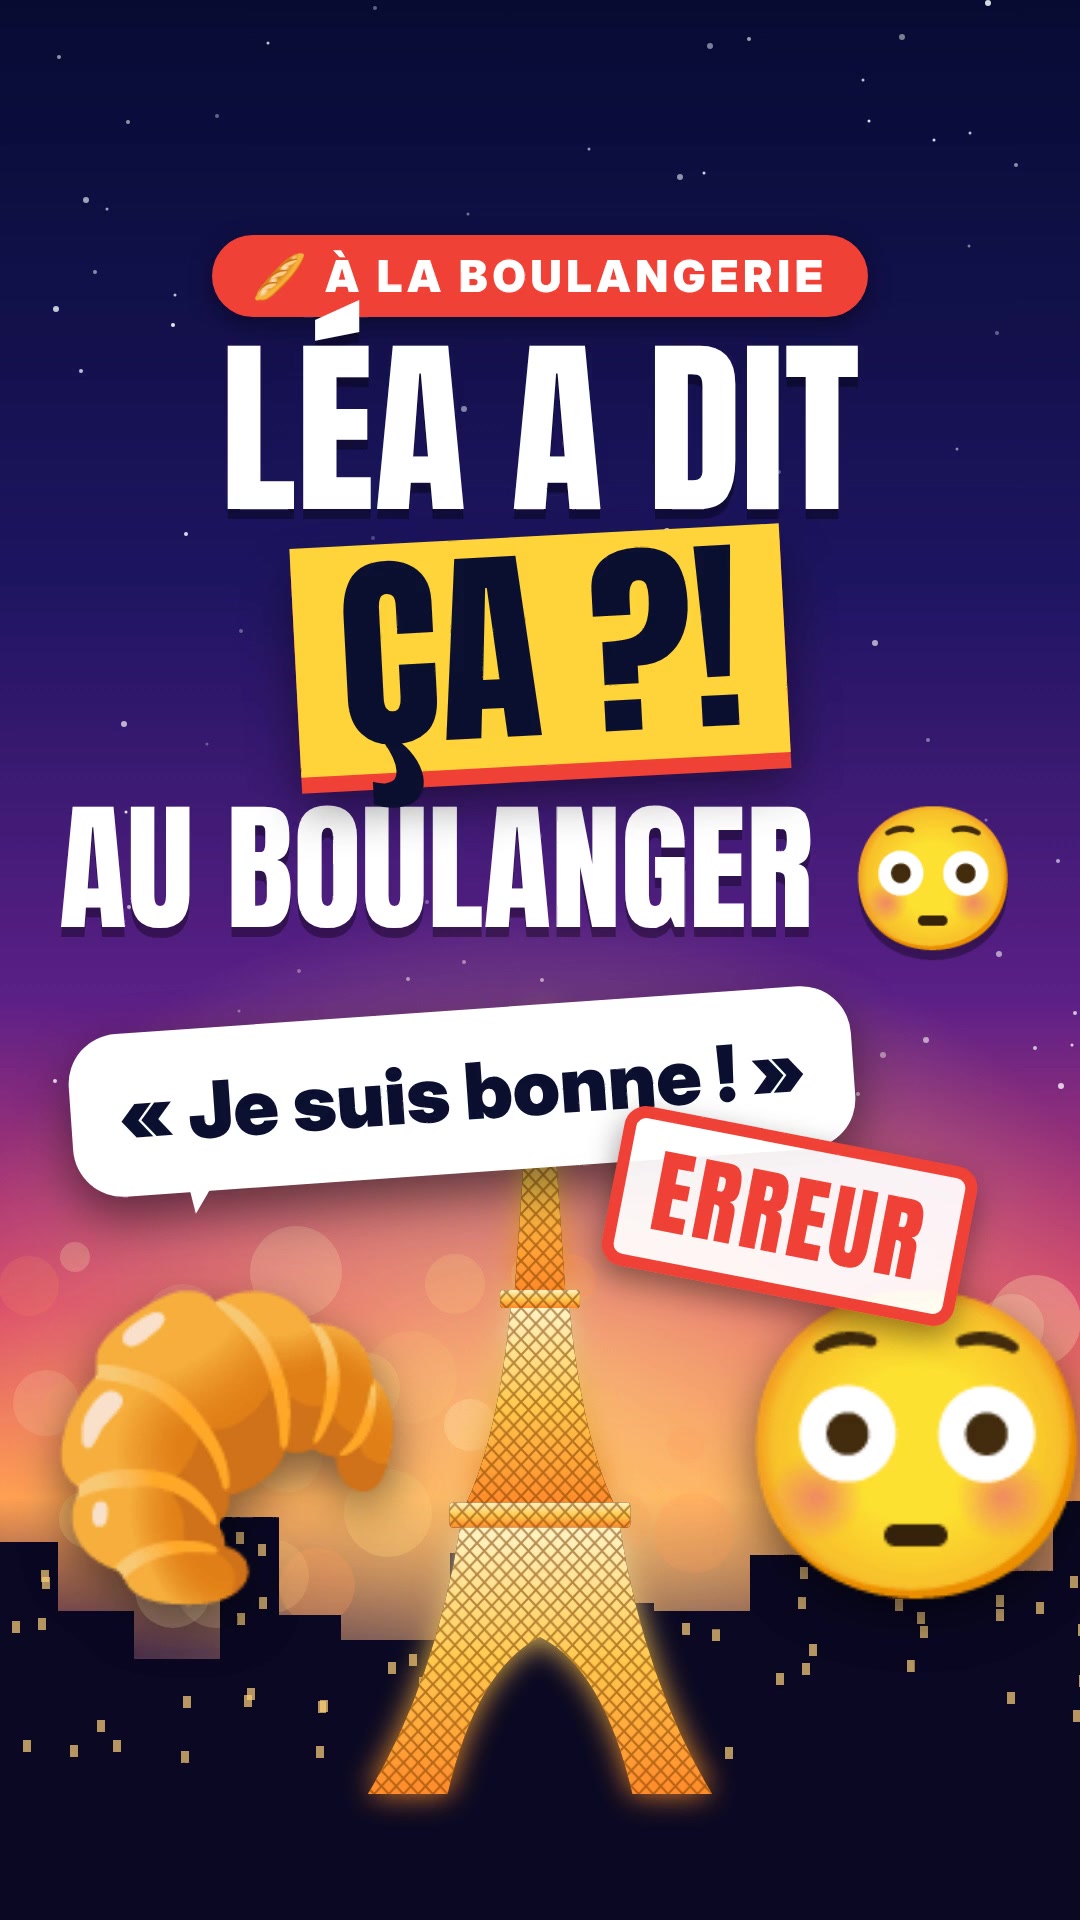 À LA BOULANGERIE
LÉA A DIT
ÇA ?!
AU BOULANGER
« Je suis bonne ! »
ERREUR